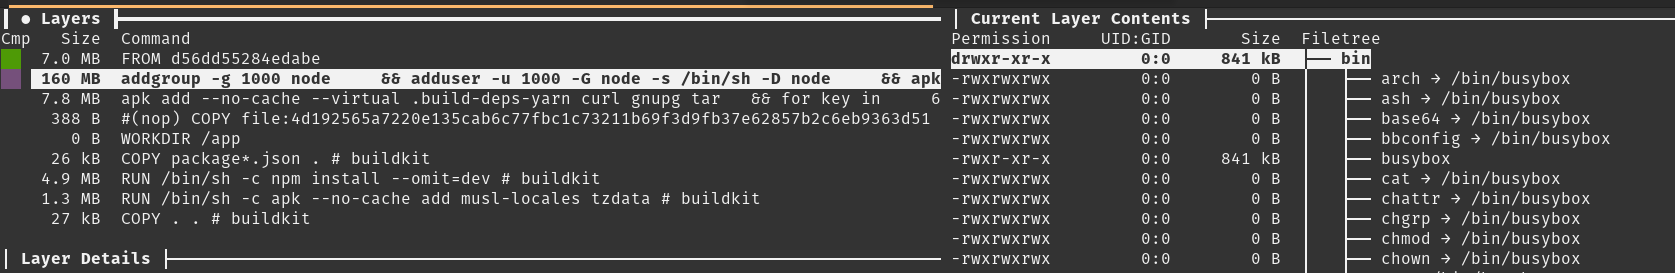 ● Layers
Cmp Size Command
7.0 MB FROM d56dd55284edabe
160 MB addgroup -g 1000 node && adduser -u 1000 -G node -s /bin/sh -D node && apk
7.8 MB apk add --no-cache --virtual .build-deps-yarn curl gnupg tar && for key in 6
388 B #(nop) COPY file:4d192565a7220e135cab6c77fbc1c73211b69f3d9fb37e62857b2c6eb9363d51
0 B WORKDIR /app
26 kB COPY package*.json . # buildkit
4.9 MB RUN /bin/sh -c npm install --omit=dev # buildkit
1.3 MB RUN /bin/sh -c apk --no-cache add musl-locales tzdata # buildkit
27 kB COPY . . # buildkit
Layer Details
Current Layer Contents
Permission UID:GID Size Filetree
drwxr-xr-x 0:0 841 kB bin
-rwxrwxrwx 0:0 0 B arch → /bin/busybox
-rwxrwxrwx 0:0 0 B ash → /bin/busybox
-rwxrwxrwx 0:0 0 B base64 → /bin/busybox
-rwxrwxrwx 0:0 0 B bbconfig → /bin/busybox
-rwxr-xr-x 0:0 841 kB busybox
-rwxrwxrwx 0:0 0 B cat → /bin/busybox
-rwxrwxrwx 0:0 0 B chattr → /bin/busybox
-rwxrwxrwx 0:0 0 B chgrp → /bin/busybox
-rwxrwxrwx 0:0 0 B chmod → /bin/busybox
-rwxrwxrwx 0:0 0 B chown → /bin/busybox